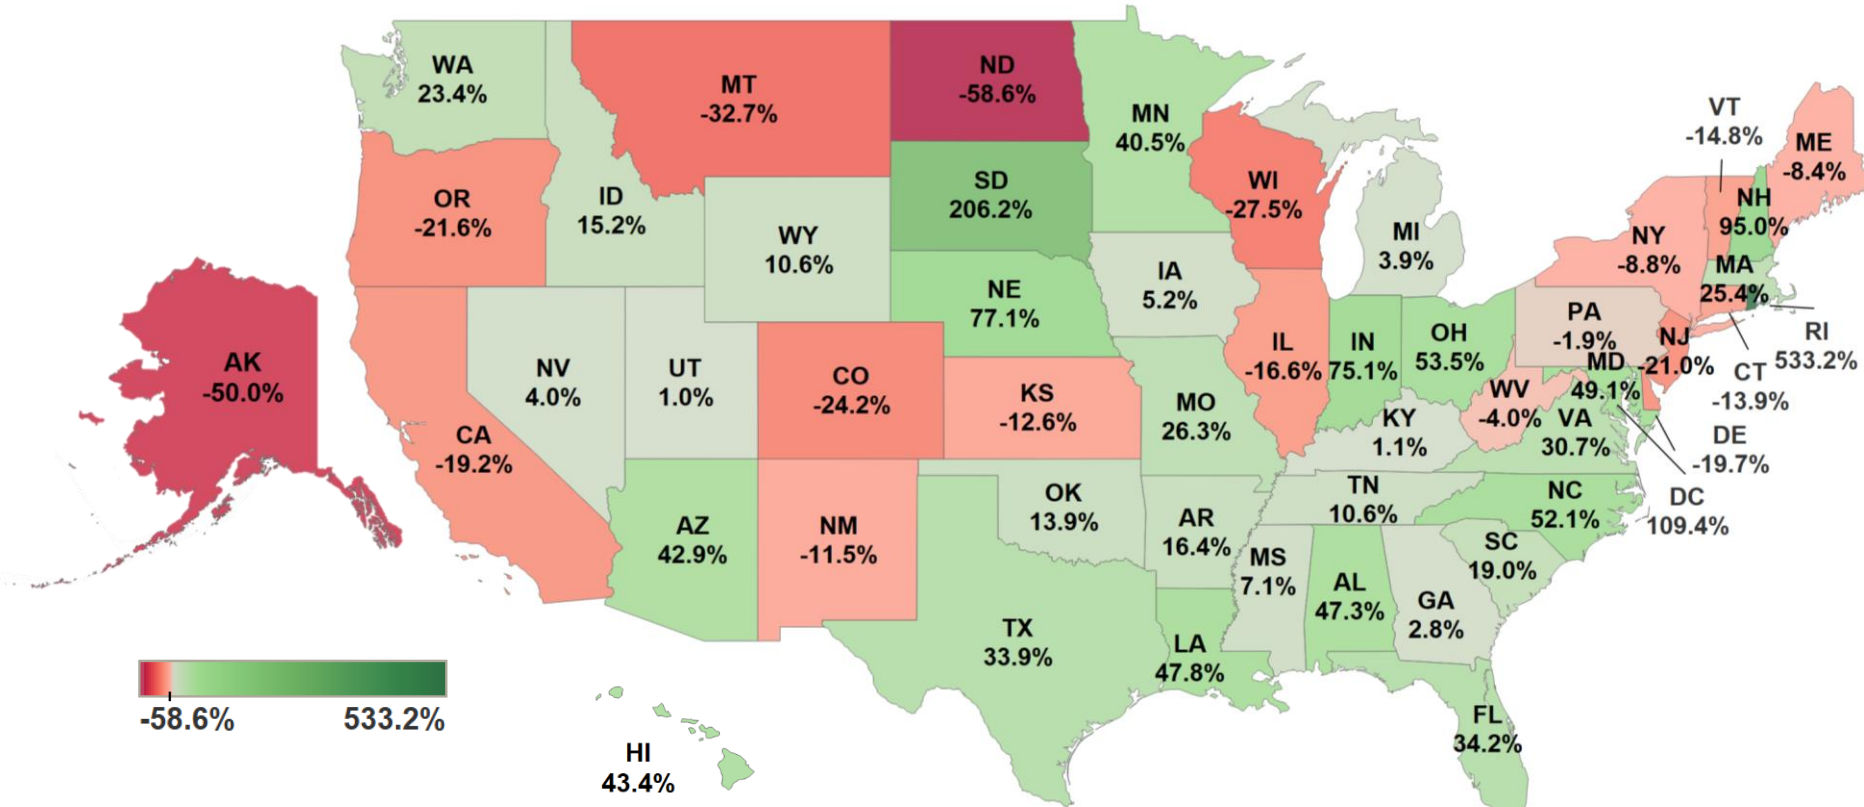 WA
23.4%
MT
-32.7%
ND
-58.6%
MN
40.5%
VT
-14.8%
ME
-8.4%
OR
-21.6%
ID
15.2%
SD
206.2%
WI
-27.5%
NH
95.0%
WY
10.6%
MI
3.9%
NY
-8.8%
IA
5.2%
MA
25.4%
NE
77.1%
PA
-1.9%
RI
533.2%
AK
-50.0%
NV
4.0%
UT
1.0%
CO
-24.2%
KS
-12.6%
IL
-16.6%
IN
75.1%
OH
53.5%
NJ
-21.0%
MD
49.1%
CT
-13.9%
WV
-4.0%
MO
26.3%
KY
1.1%
VA
30.7%
DE
-19.7%
CA
-19.2%
OK
13.9%
TN
10.6%
NC
52.1%
DC
109.4%
AZ
42.9%
NM
-11.5%
AR
16.4%
MS
7.1%
SC
19.0%
AL
47.3%
GA
2.8%
TX
33.9%
LA
47.8%
FL
34.2%
-58.6% 533.2%
HI
43.4%